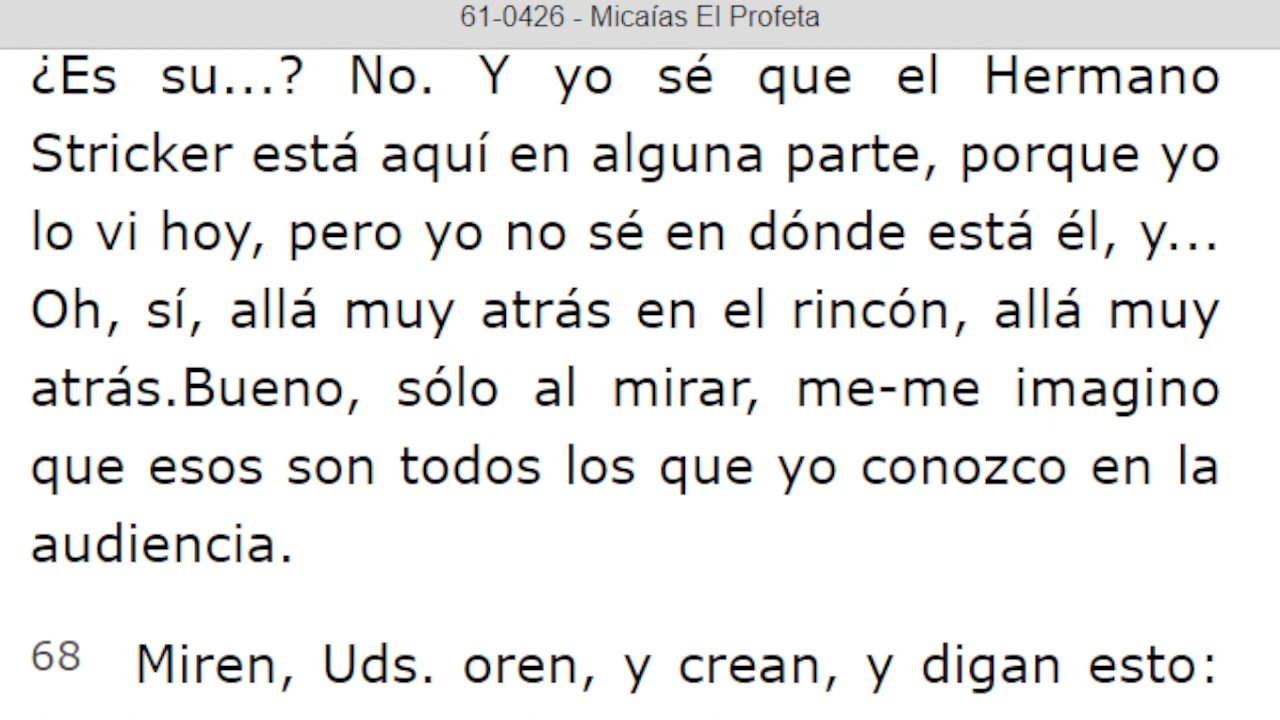 61-0426 - Micaías El Profeta
¿Es su...? No. Y yo sé que el Hermano
Stricker está aquí en alguna parte, porque yo
lo vi hoy, pero yo no sé en dónde está él, y...
Oh, sí, allá muy atrás en el rincón, allá muy
atrás.Bueno, sólo al mirar, me-me imagino
que esos son todos los que yo conozco en la
audiencia.
68 Miren, Uds. oren, y crean, y digan esto: